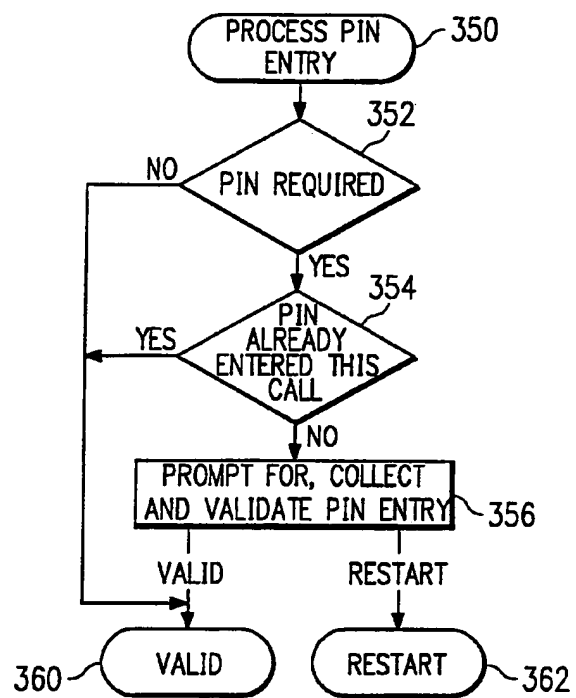 PROCESS PIN
ENTRY
350
352
NO
PIN REQUIRED
YES
354
PIN
YES
ALREADY
ENTERED THIS
CALL
NO
PROMPT FOR, COLLECT
AND VALIDATE PIN ENTRY
356
VALID
RESTART
360
VALID
RESTART
362